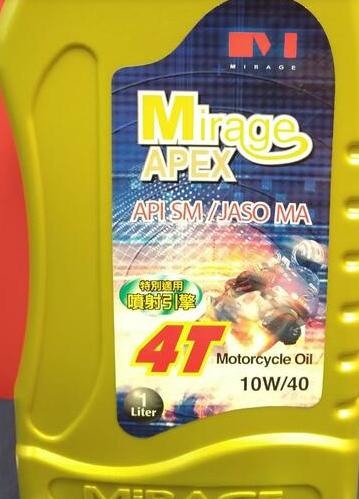 MIRAGE
Mirage
APEX
API SM/JASO MA
特別適用
噴射引擎
4T Motorcycle Oil
10W/40
1
Liter
MiRAGE